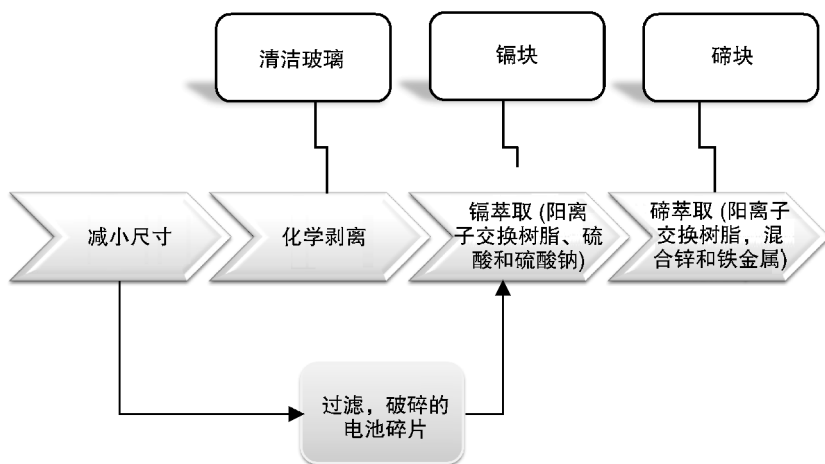 清洁玻璃
镉块
碲块
减小尺寸
化学剥离
镉萃取 (阳离
子交换树脂、硫
酸和硫酸钠)
碲萃取 (阳离子
交换树脂，混
合锌和铁金属)
过滤，破碎的
电池碎片